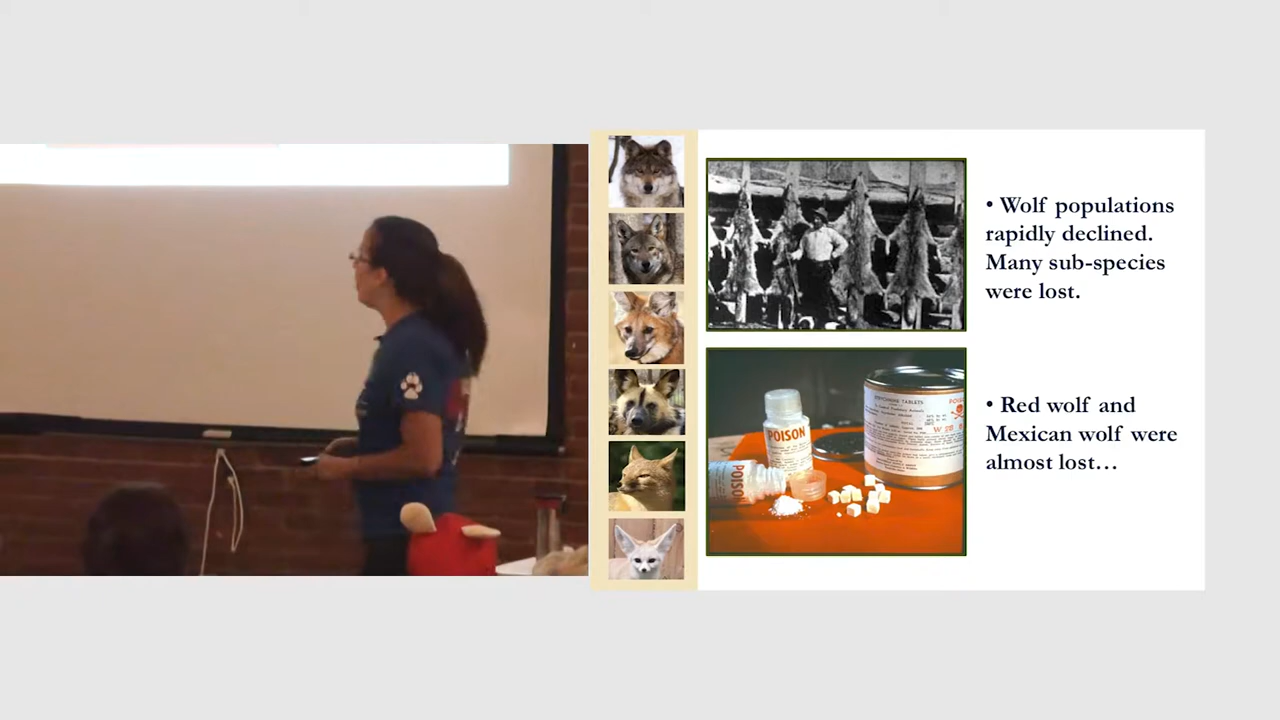 • Wolf populations
rapidly declined.
Many sub-species
were lost.
POISON
POISON
TABLETS
• Red wolf and
Mexican wolf were
almost lost…